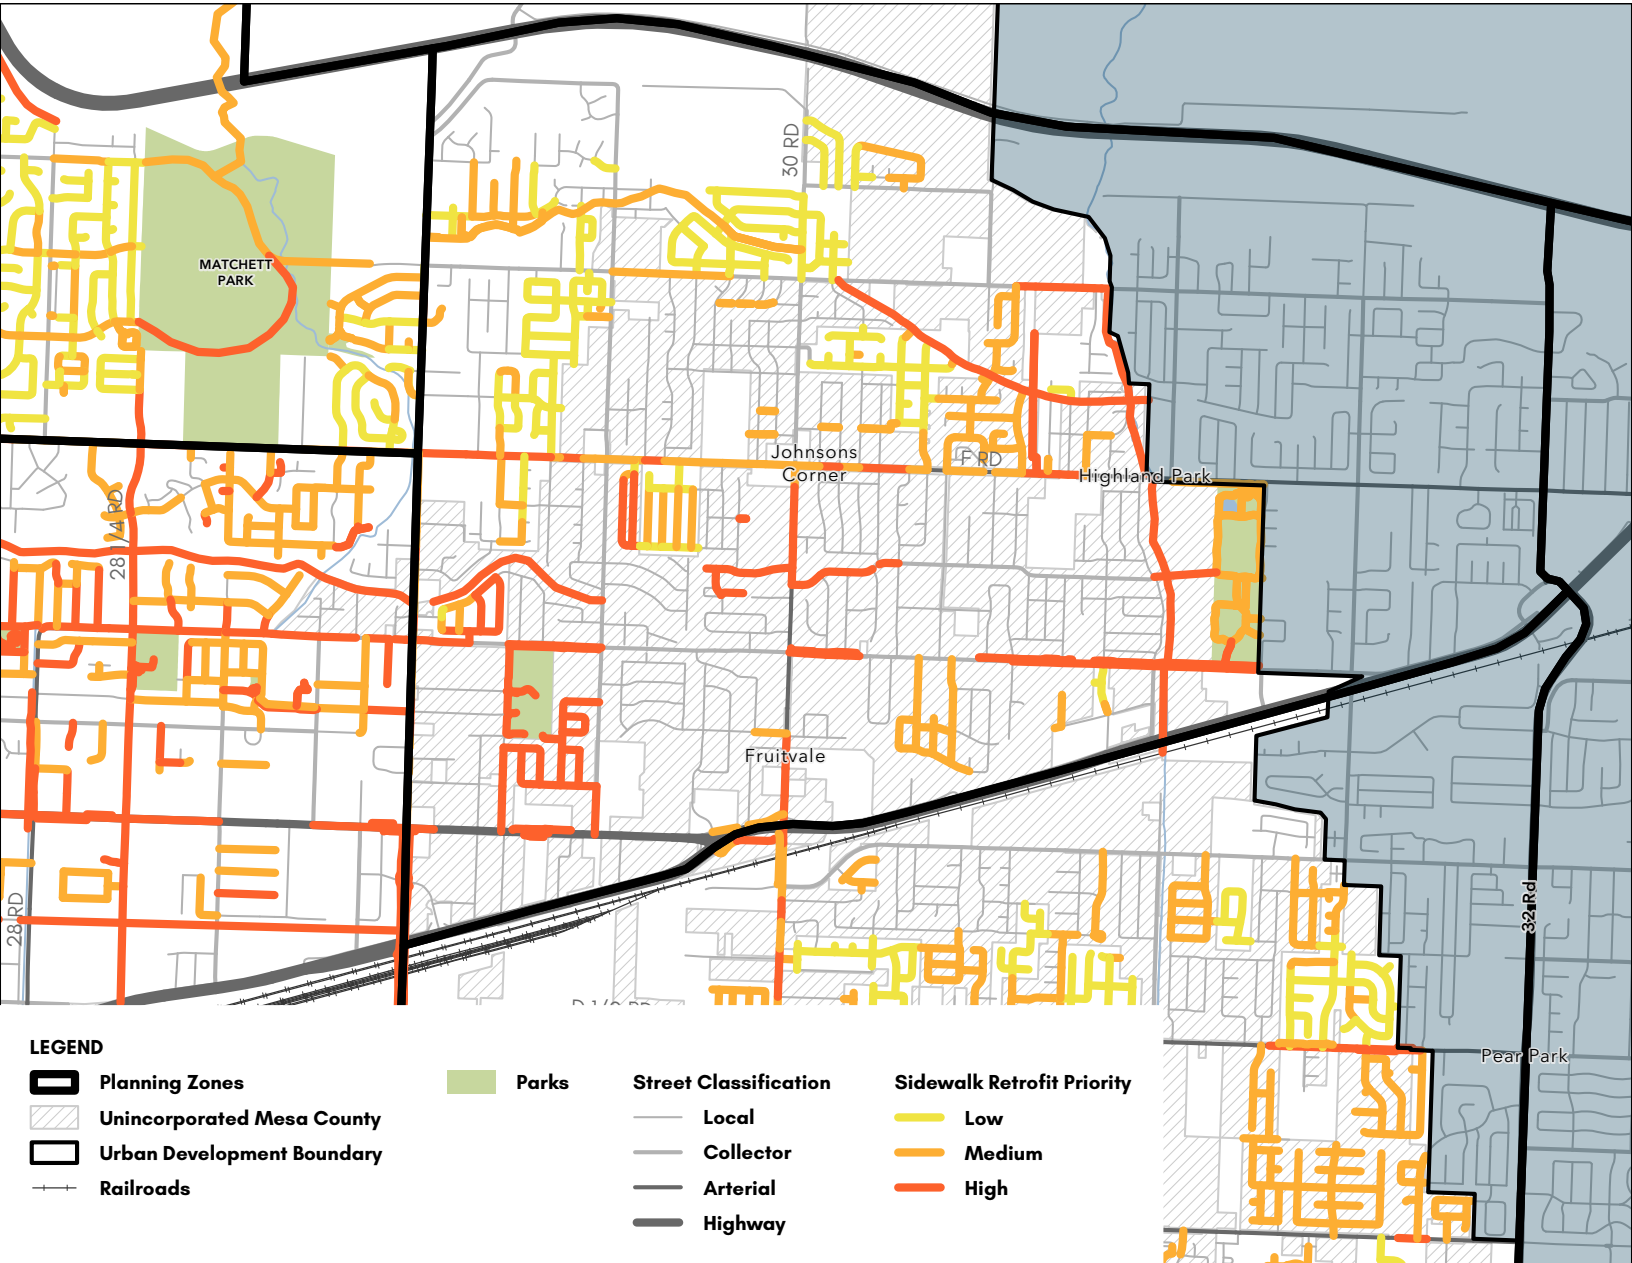 30 RD
MATCHETT
PARK
Johnsons
Corner
F RD
Highland Park
28 1/4 RD
Fruitvale
28 RD
32 Rd
Pear Park
LEGEND
Planning Zones
Unincorporated Mesa County
Urban Development Boundary
Railroads
Parks
Street Classification
Local
Collector
Arterial
Highway
Sidewalk Retrofit Priority
Low
Medium
High